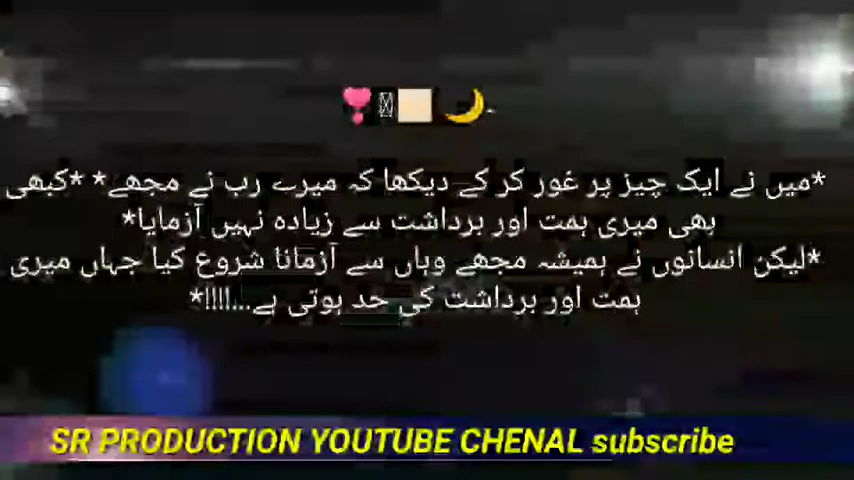 ❣️🏻🌙
*میں نے ایک چیز پر غور کر کے دیکھا کہ میرے رب نے مجھے* *کبھی
بھی میری ہمت اور برداشت سے زیادہ نہیں آزمایا*
*لیکن انسانوں نے ہمیشہ مجھے وہاں سے آزمانا شروع کیا جہاں میری
ہمت اور برداشت کی حد ہوتی ہے...!!!!*
SR PRODUCTION YOUTUBE CHENAL subscribe